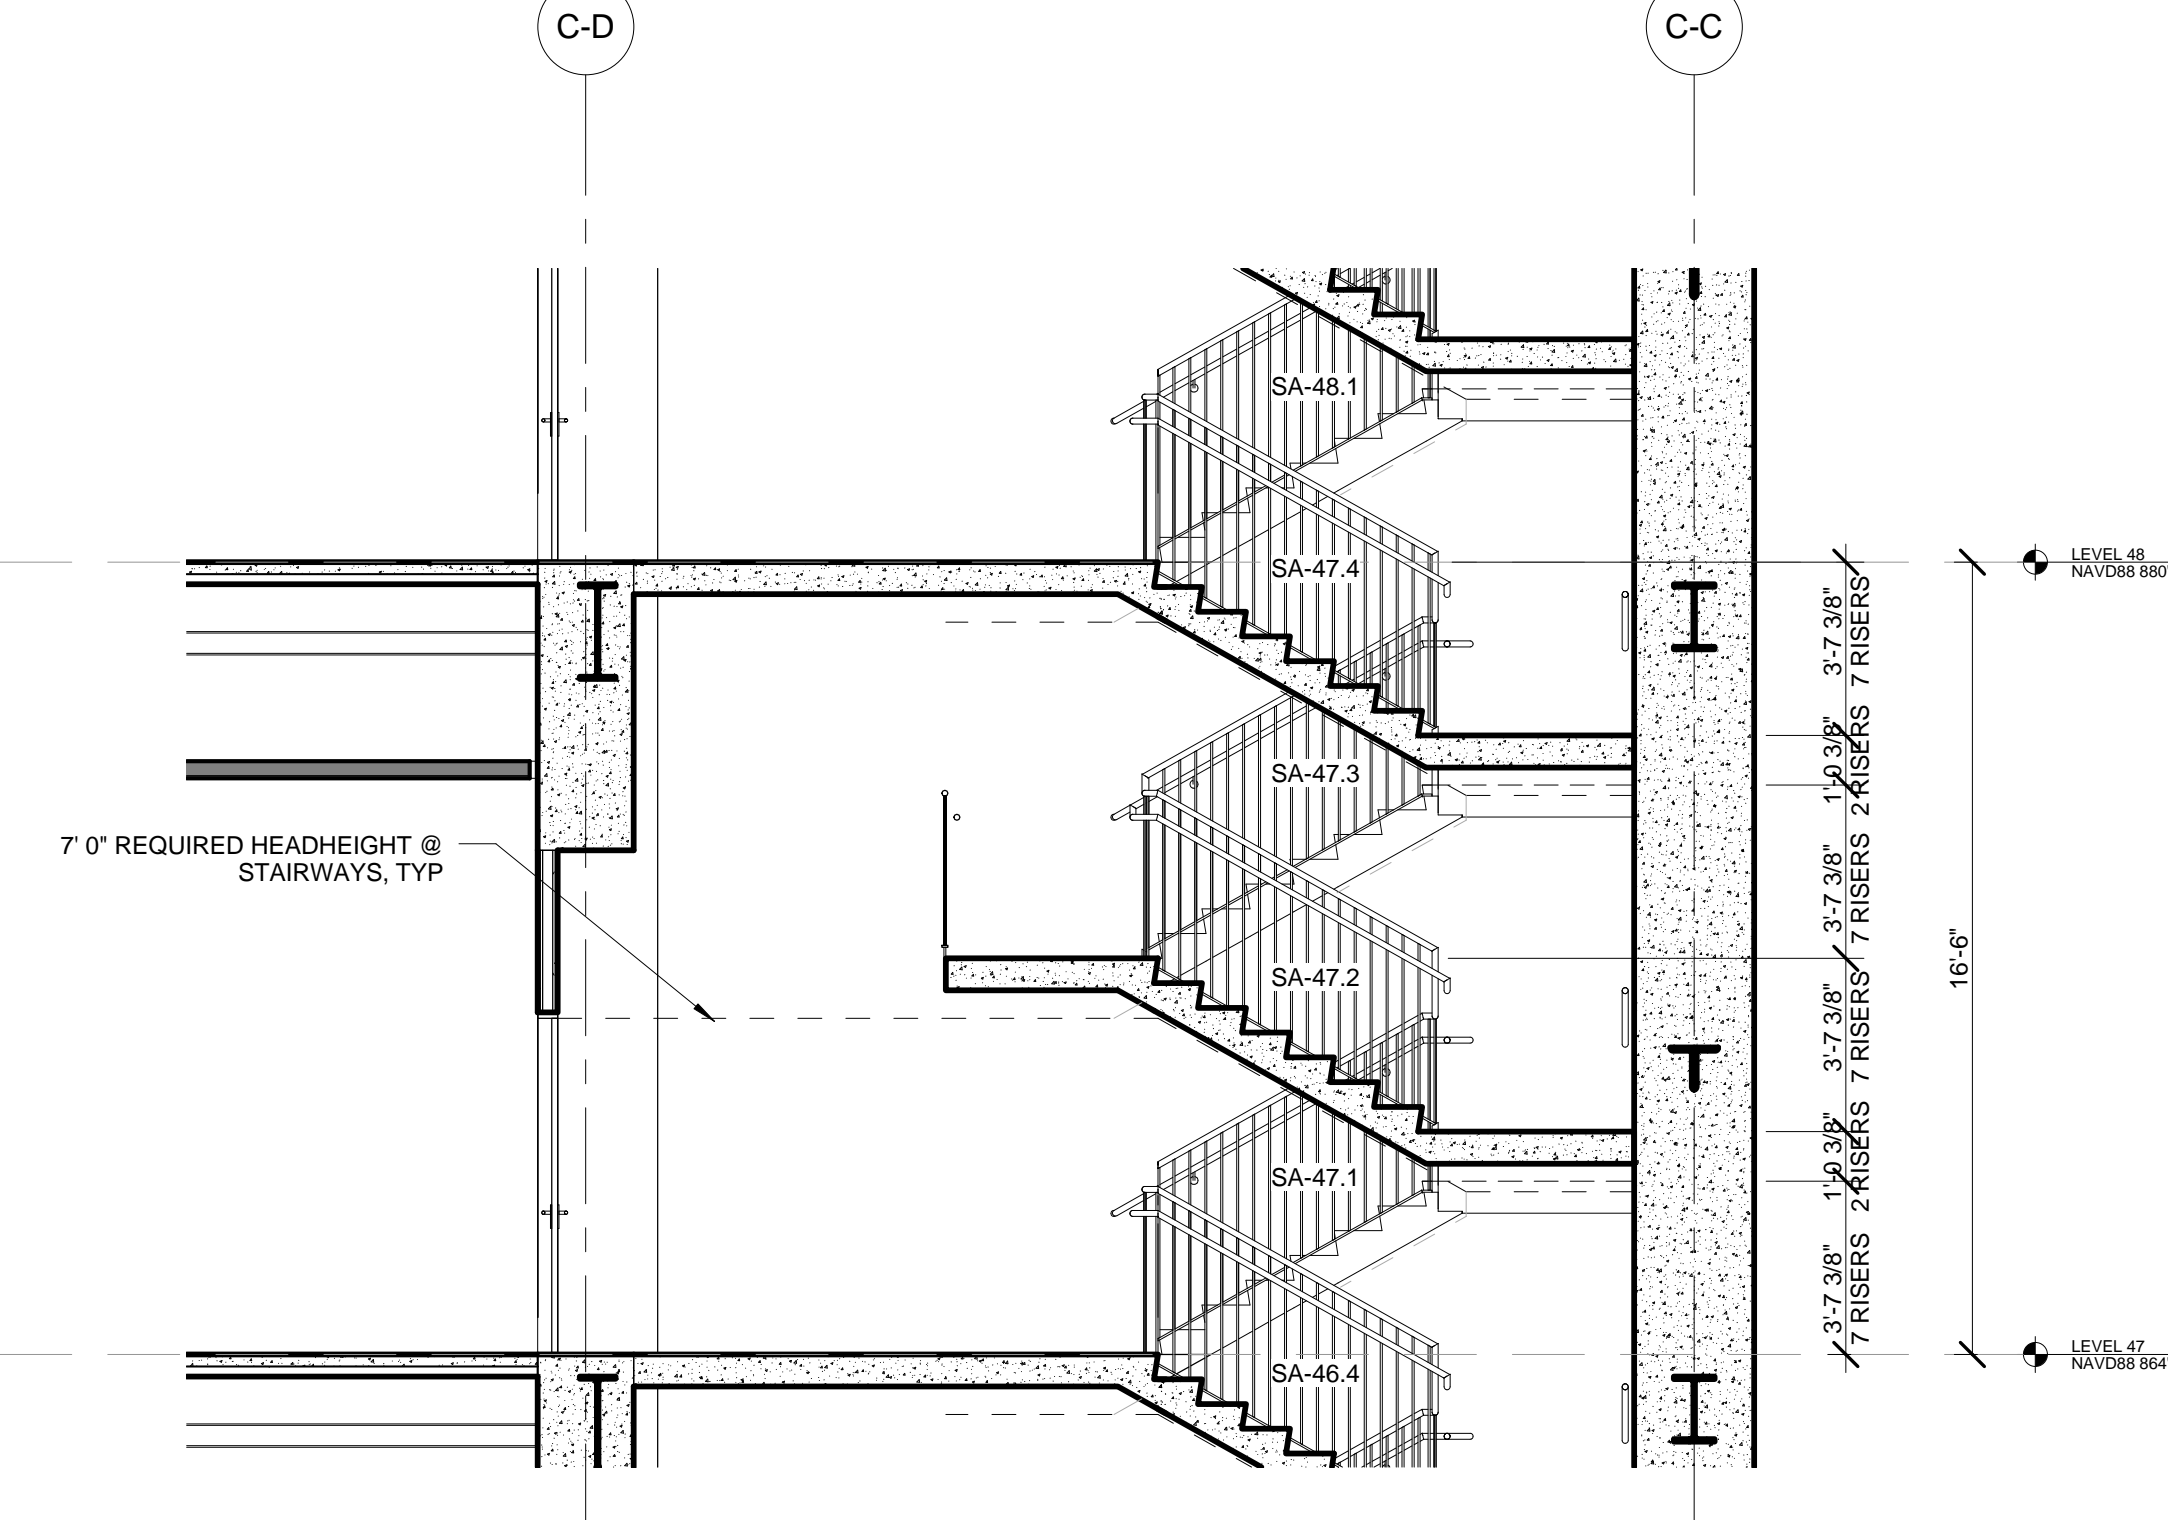 C-D
C-C
SA-48.1
SA-47.4
SA-47.3
SA-47.2
SA-47.1
SA-46.4
7' 0" REQUIRED HEADHEIGHT @
STAIRWAYS, TYP
3'-7 3/8"
7 RISERS
1'-0 3/8"
2 RISERS
3'-7 3/8"
7 RISERS
3'-7 3/8"
7 RISERS
1'-0 3/8"
2 RISERS
3'-7 3/8"
7 RISERS
16'-6"
LEVEL 48
NAVD88 880'
LEVEL 47
NAVD88 864'